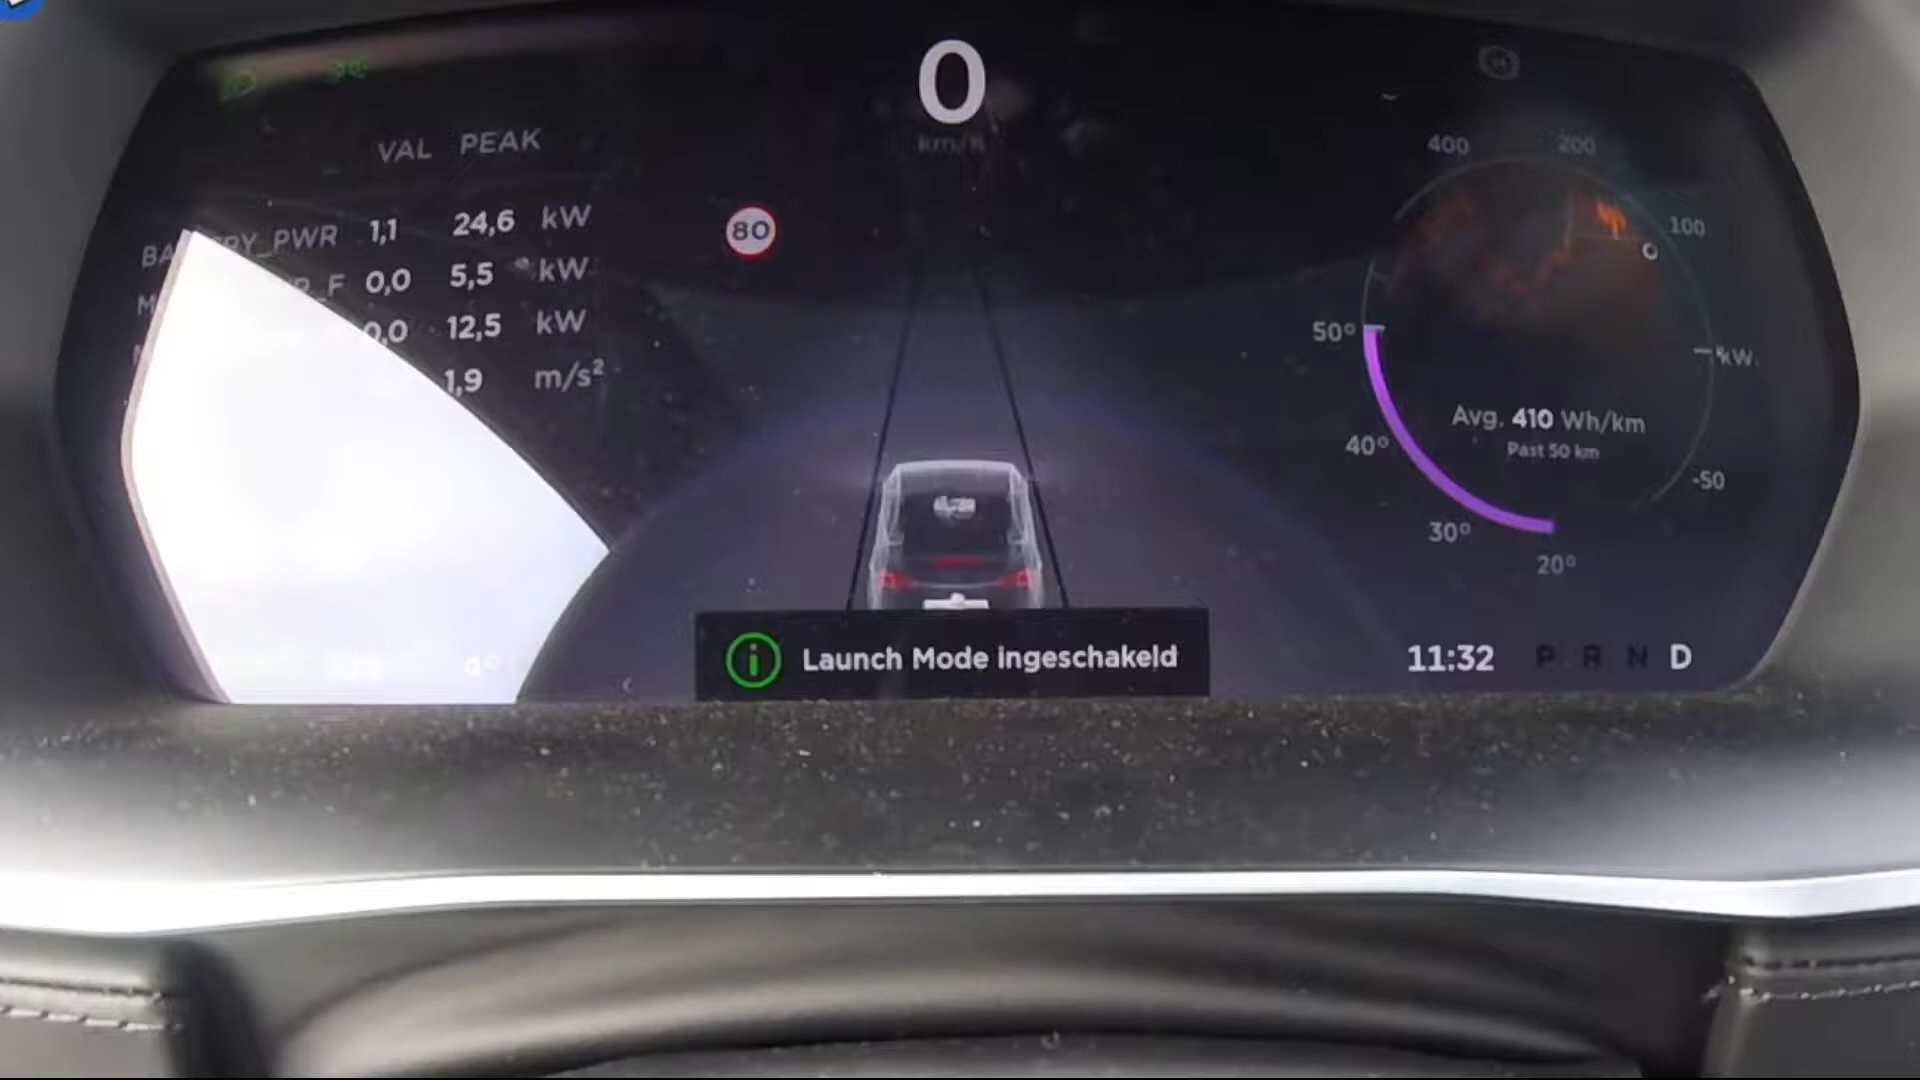 0
km/h
VAL PEAK
PWR 1,1 24,6 kW
F 0,0 5,5 kW
0,0 12,5 kW
1,9 m/s²
80
400 200
100
50°
kW
Avg. 410 Wh/km
Past 50 km
40°
-50
30°
20°
Launch Mode ingeschakeld
11:32 P R N D